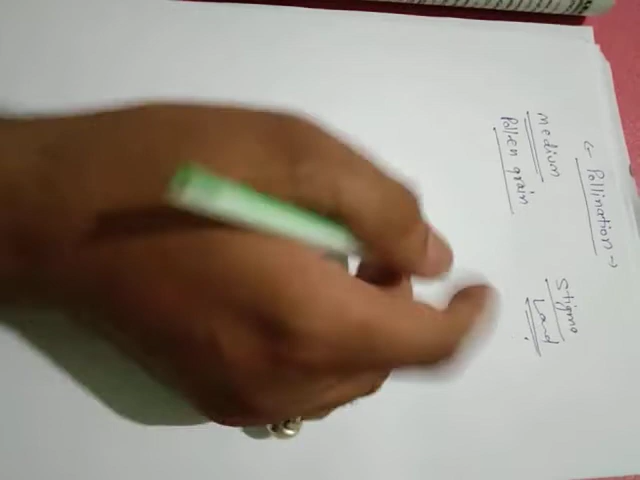 G Pollination →
medium Stigma
Pollen grain Land